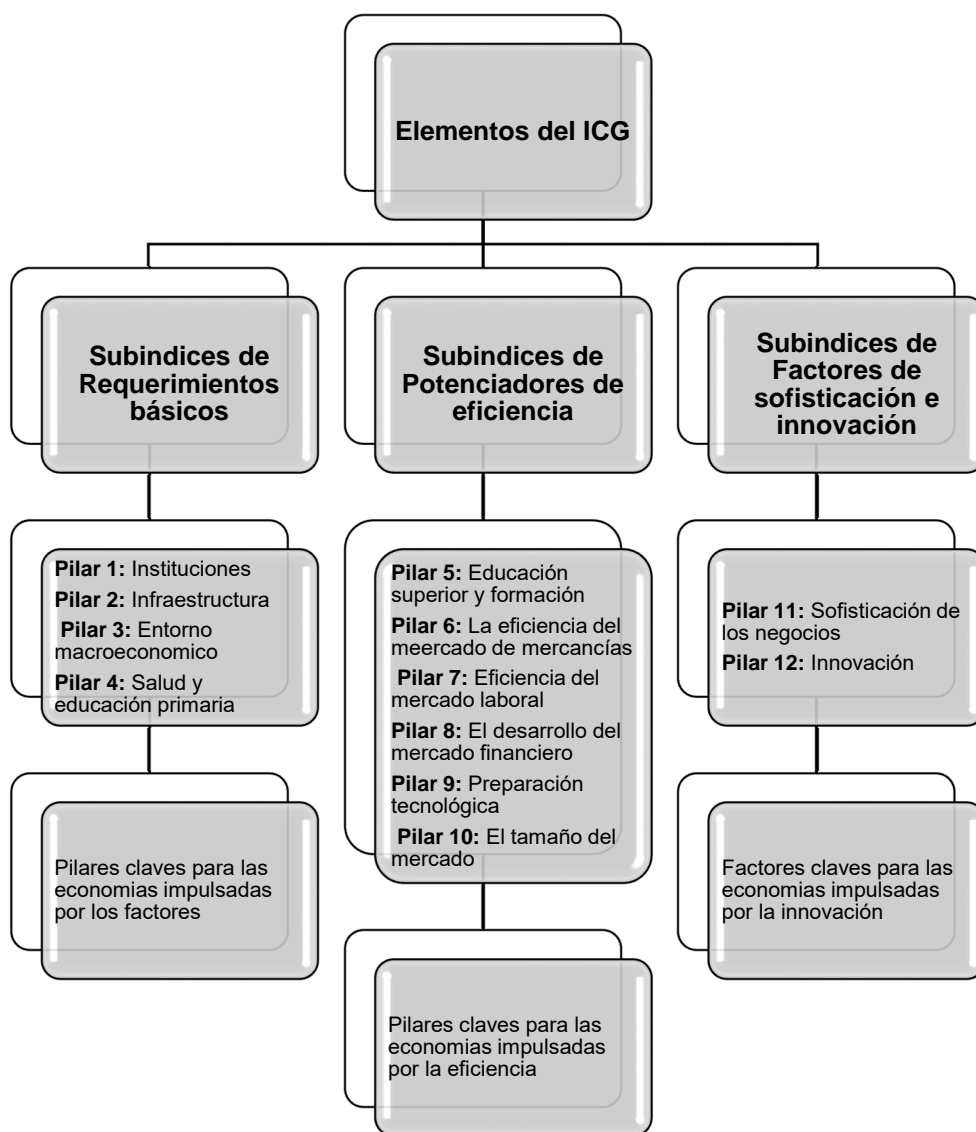 Elementos del ICG
Subindices de
Requerimientos
básicos
Subindices de
Potenciadores de
eficiencia
Subindices de
Factores de
sofisticación e
innovación
Pilar 1: Instituciones
Pilar 2: Infraestructura
Pilar 3: Entorno
macroeconomico
Pilar 4: Salud y
educación primaria
Pilar 5: Educación
superior y formación
Pilar 6: La eficiencia del
meercado de mercancías
Pilar 7: Eficiencia del
mercado laboral
Pilar 8: El desarrollo del
mercado financiero
Pilar 9: Preparación
tecnológica
Pilar 10: El tamaño del
mercado
Pilar 11: Sofisticación de
los negocios
Pilar 12: Innovación
Pilares claves para las
economias impulsadas
por los factores
Pilares claves para las
economias impulsadas
por la eficiencia
Factores claves para las
economias impulsadas
por la innovación